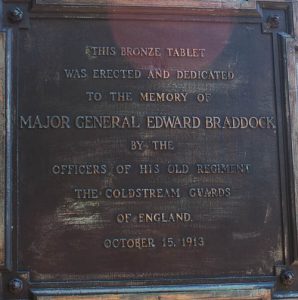 THIS BRONZE TABLET
WAS ERECTED AND DEDICATED
TO THE MEMORY OF
MAJOR GENERAL EDWARD BRADDOCK
BY THE
OFFICERS OF HIS OLD REGIMENT
THE COLDSTREAM GUARDS
OF ENGLAND.
OCTOBER 15, 1913